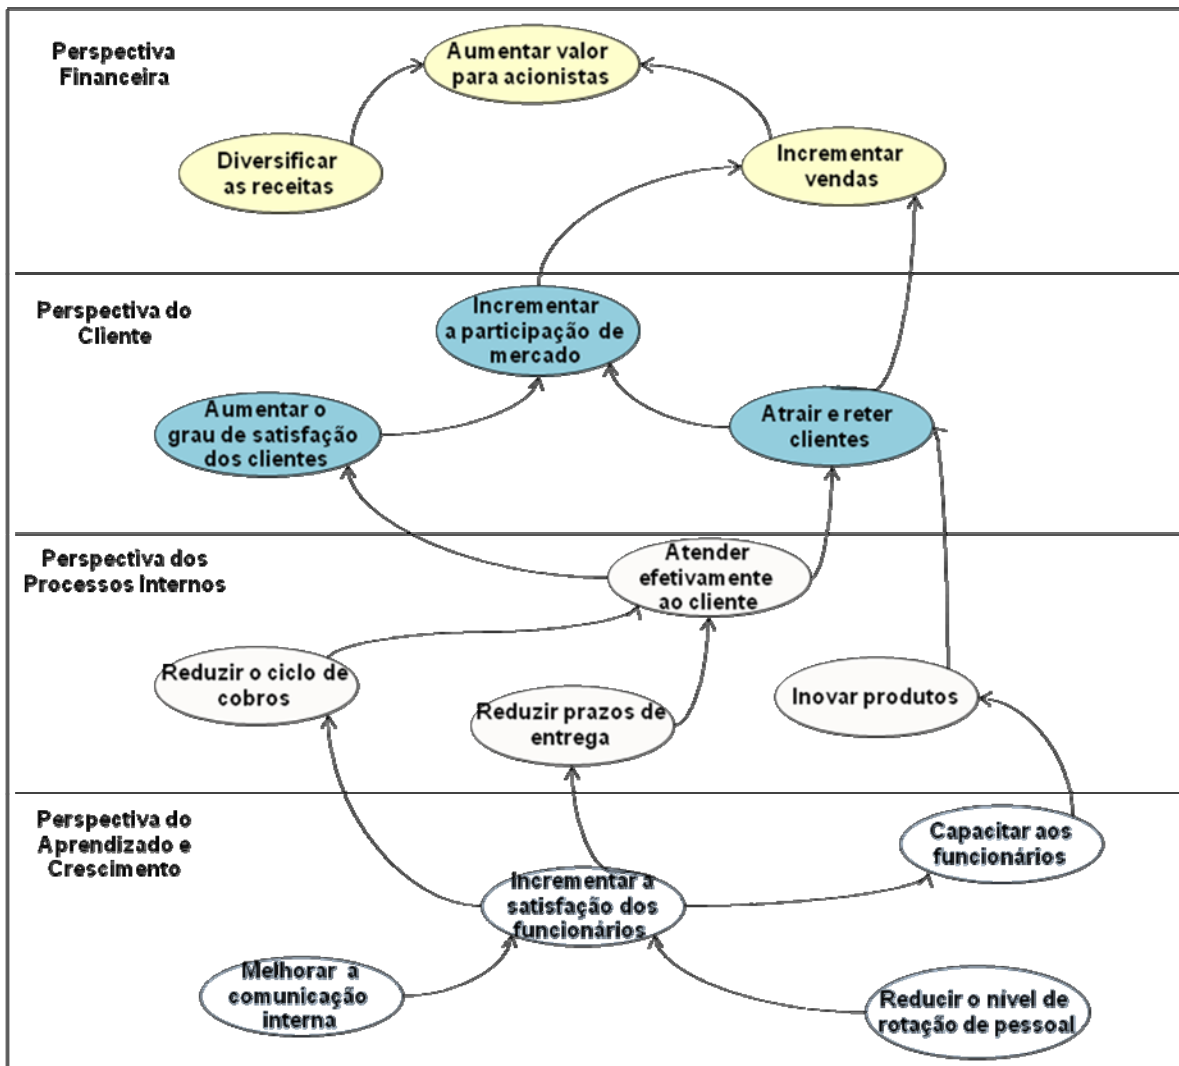 Perspectiva
Financeira
Aumentar valor
para acionistas
Diversificar
as receitas
Incrementar
vendas
Perspectiva do
Cliente
Incrementar
a participação de
mercado
Aumentar o
grau de satisfação
dos clientes
Atrair e reter
clientes
Perspectiva dos
Processos Internos
Atender
efetivamente
ao cliente
Reduzir o ciclo de
cobros
Reduzir prazos de
entrega
Inovar produtos
Perspectiva do
Aprendizado e
Crescimento
Capacitar aos
funcionários
Incrementar a
satisfação dos
funcionários
Melhorar a
comunicação
interna
Reducir o nível de
rotação de pessoal